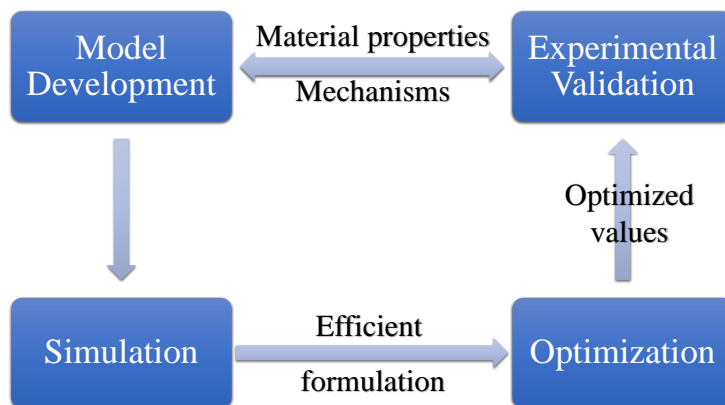 Model
Development
Material properties
Mechanisms
Experimental
Validation
Optimized
values
Simulation
Efficient
formulation
Optimization